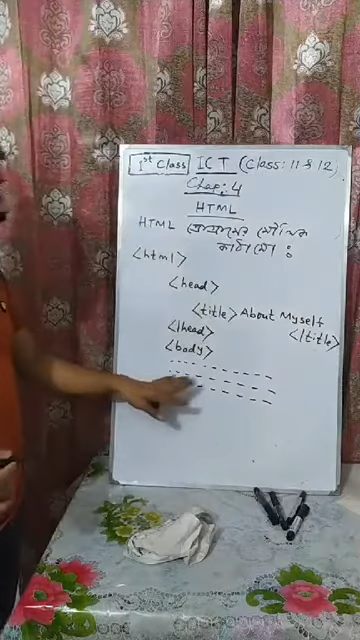 1st Class ICT (Class: 11 & 12)
Chap: 4
HTML
HTML প্রোগ্রামের মৌলিক
কাঠামো :
<html>
<head>
<title> About Myself
</title>
</head>
<body>